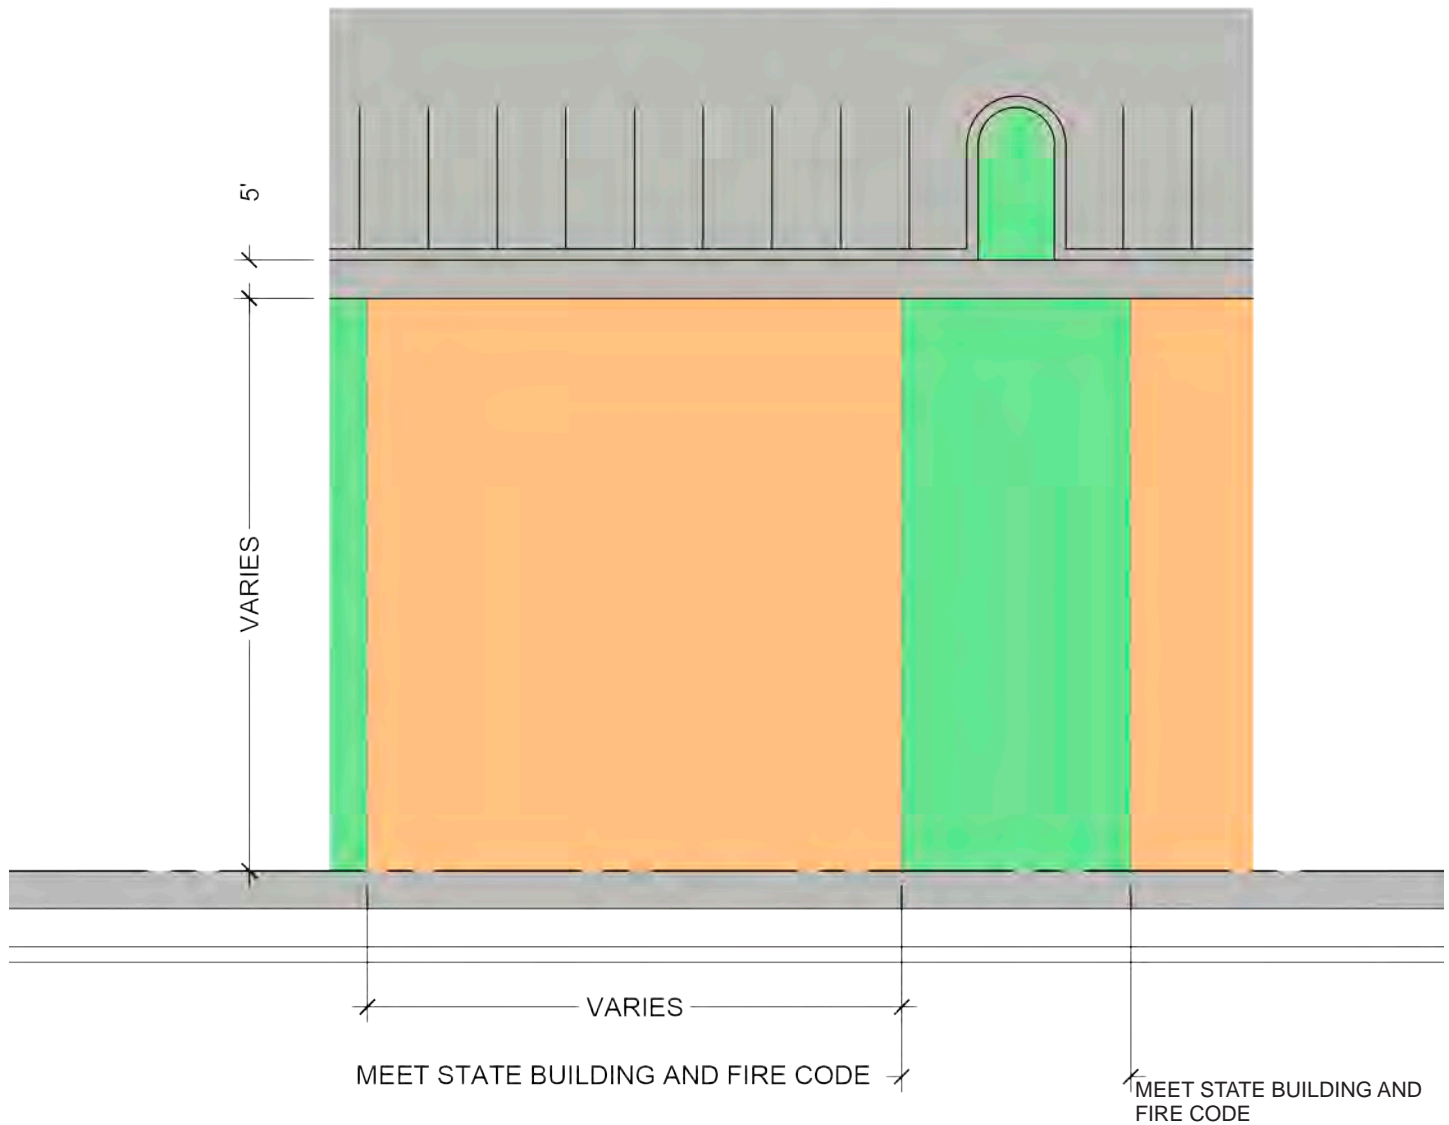 5'
VARIES
VARIES
MEET STATE BUILDING AND FIRE CODE
MEET STATE BUILDING AND
FIRE CODE